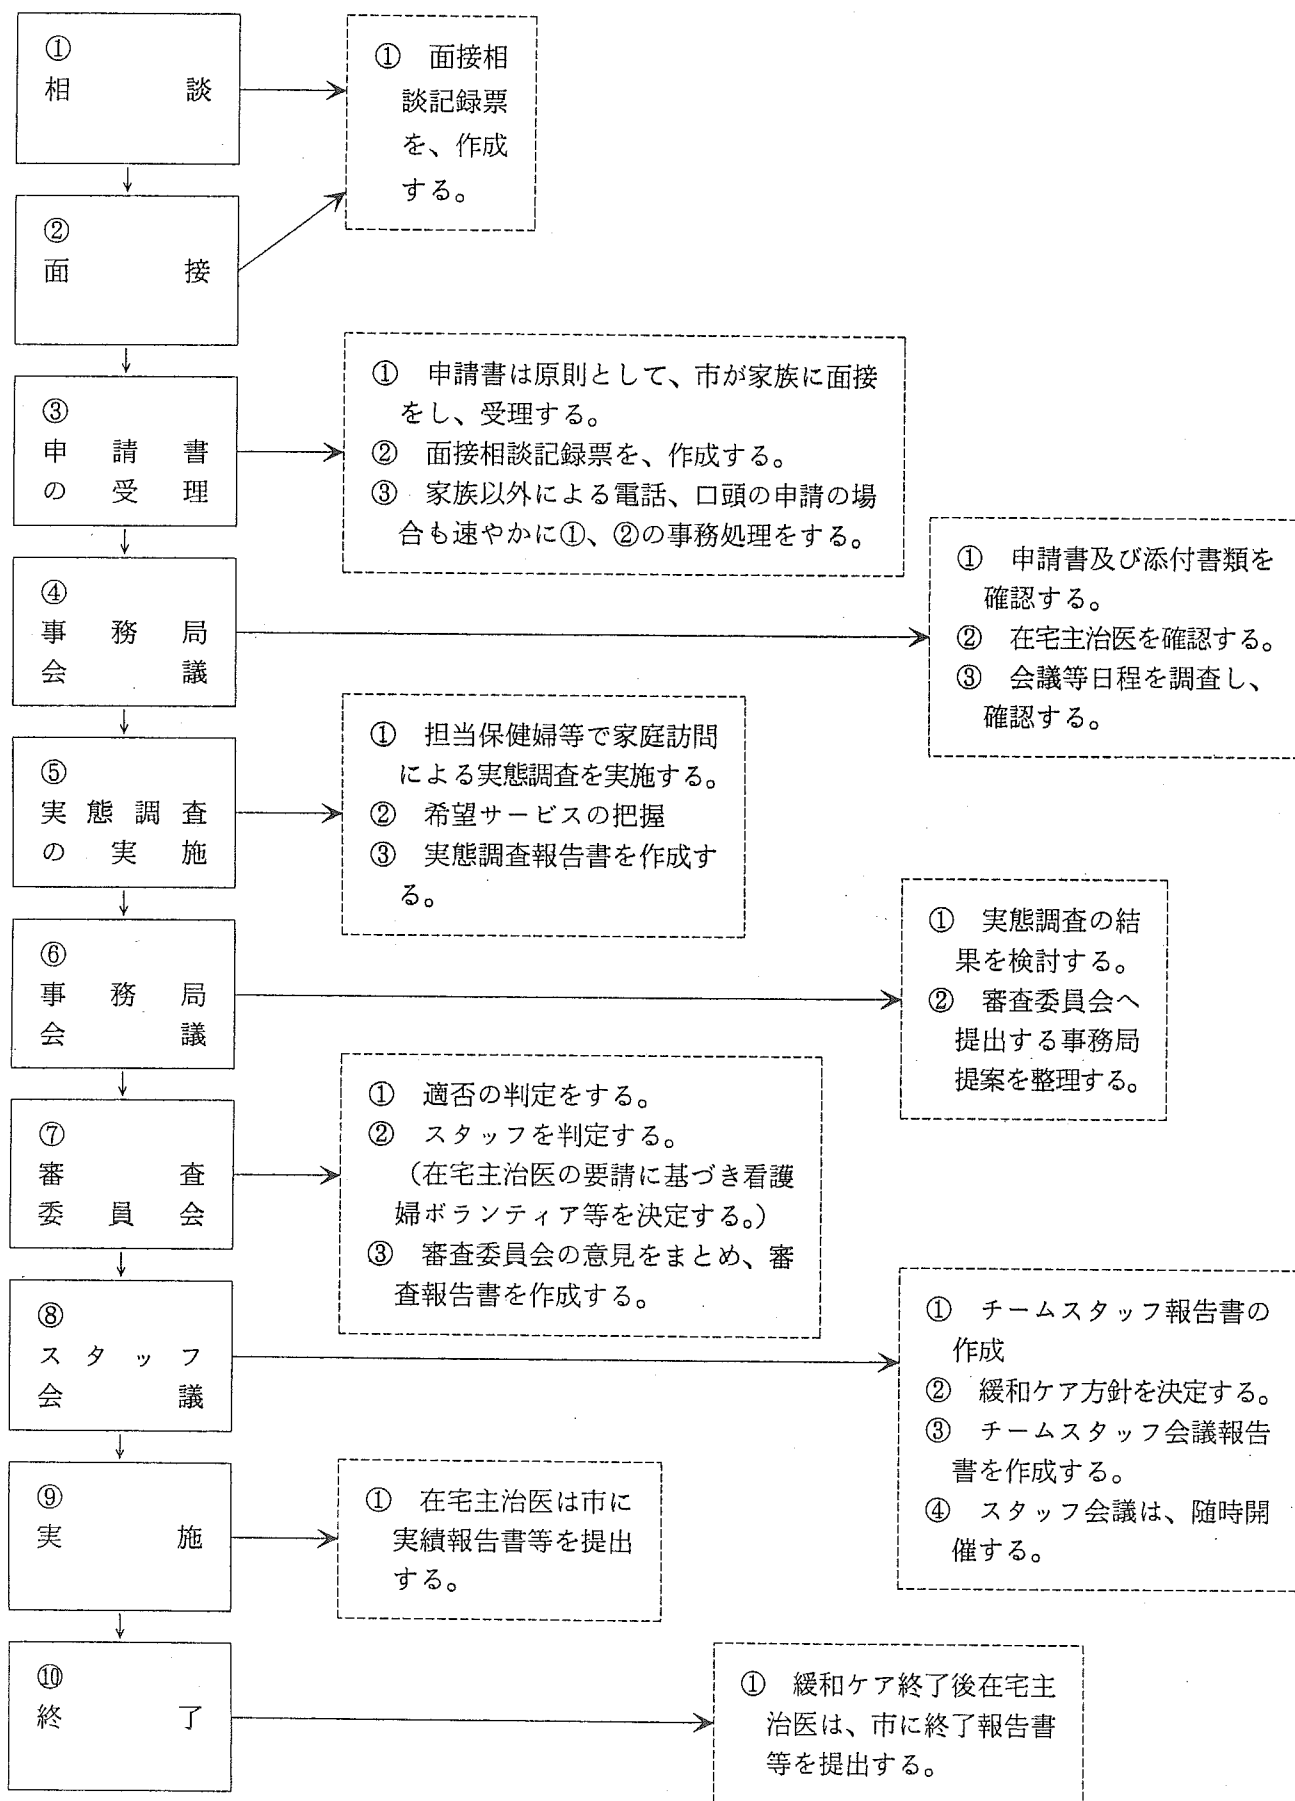 ①
相談
① 面接相
談記録票
を、作成
する。
②
面接
③
申請書
の受理
① 申請書は原則として、市が家族に面接
をし、受理する。
② 面接相談記録票を、作成する。
③ 家族以外による電話、口頭の申請の場
合も速やかに①、②の事務処理をする。
④
事務局
会議
① 申請書及び添付書類を
確認する。
② 在宅主治医を確認する。
③ 会議等日程を調査し、
確認する。
⑤
実態調査
の実施
① 担当保健婦等で家庭訪問
による実態調査を実施する。
② 希望サービスの把握
③ 実態調査報告書を作成す
る。
⑥
事務局
会議
① 実態調査の結
果を検討する。
② 審査委員会へ
提出する事務局
提案を整理する。
⑦
審査
委員会
① 適否の判定をする。
② スタッフを判定する。
(在宅主治医の要請に基づき看護
婦ボランティア等を決定する。)
③ 審査委員会の意見をまとめ、審
査報告書を作成する。
⑧
スタッフ
会議
① チームスタッフ報告書の
作成
② 緩和ケア方針を決定する。
③ チームスタッフ会議報告
書を作成する。
④ スタッフ会議は、随時開
催する。
⑨
実施
① 在宅主治医は市に
実績報告書等を提出
する。
⑩
終了
① 緩和ケア終了後在宅主
治医は、市に終了報告書
等を提出する。